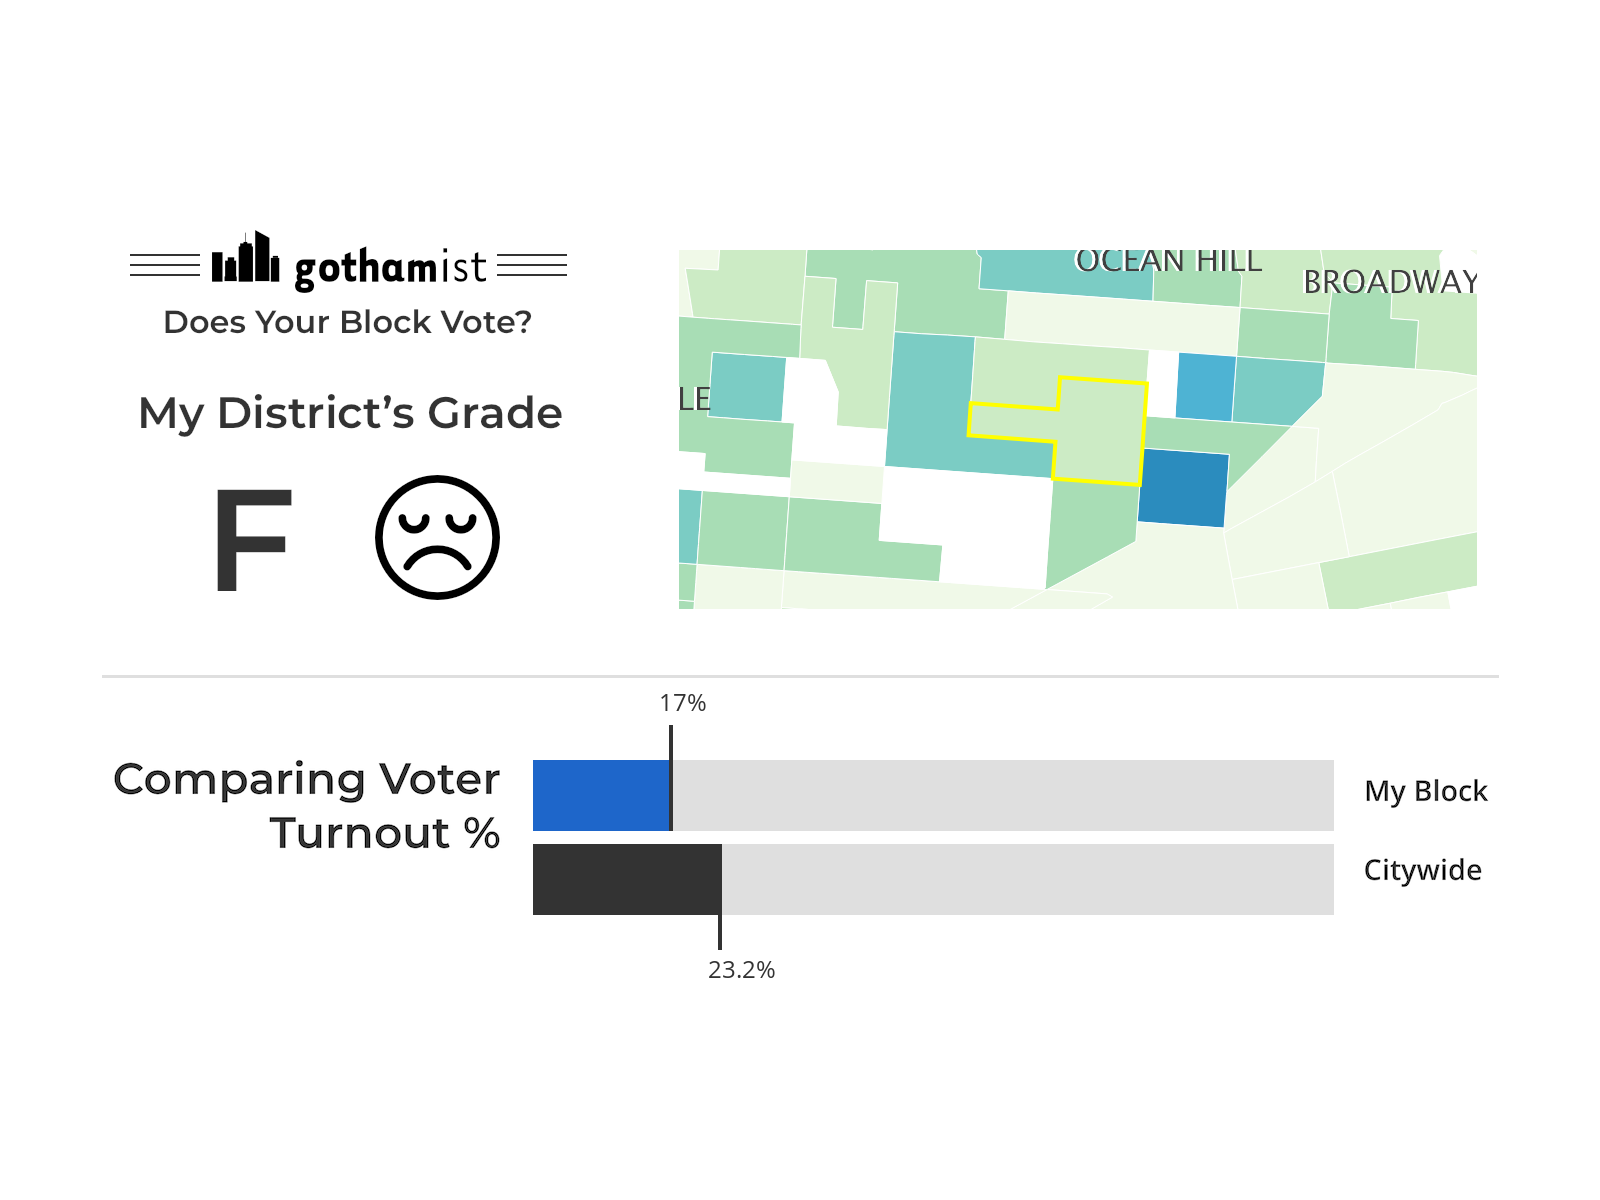 gothamist
Does Your Block Vote?
My District’s Grade
F
OCEAN HILL
BROADWAY
LE
17%
Comparing Voter
Turnout %
My Block
Citywide
23.2%